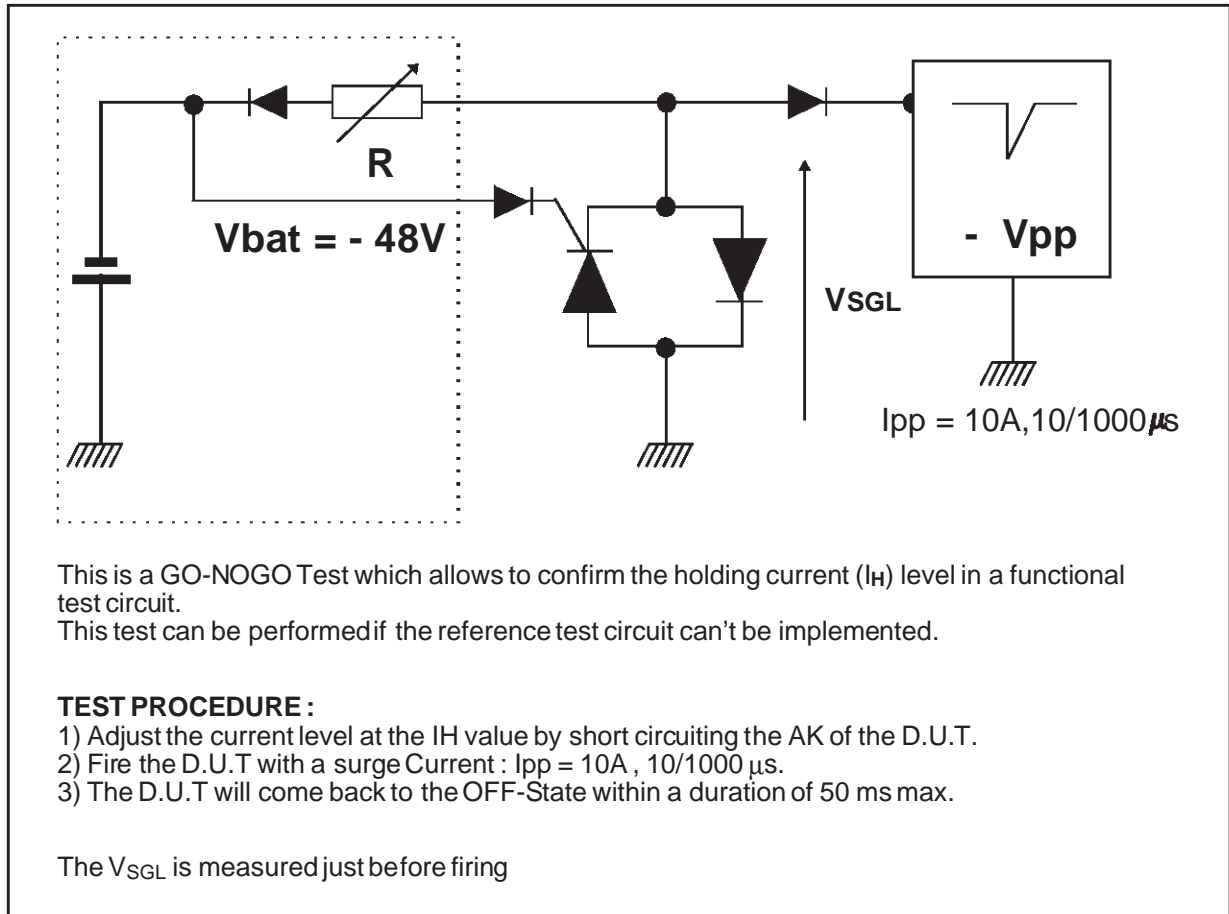 R
Vbat = - 48V
VSGL
- Vpp
Ipp = 10A,10/1000µs
This is a GO-NOGO Test which allows to confirm the holding current (IH) level in a functional
test circuit.
This test can be performed if the reference test circuit can't be implemented.
TEST PROCEDURE :
1) Adjust the current level at the IH value by short circuiting the AK of the D.U.T.
2) Fire the D.U.T with a surge Current : Ipp = 10A , 10/1000 µs.
3) The D.U.T will come back to the OFF-State within a duration of 50 ms max.
The VSGL is measured just before firing